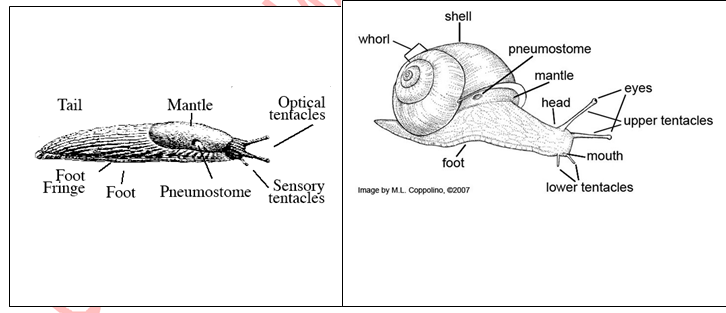 Tail
Mantle
Optical
tentacles
Foot
Fringe
Foot
Pneumostome
Sensory
tentacles
shell
whorl
pneumostome
mantle
eyes
head
upper tentacles
mouth
foot
lower tentacles
Image by M.L. Coppolino, ©2007